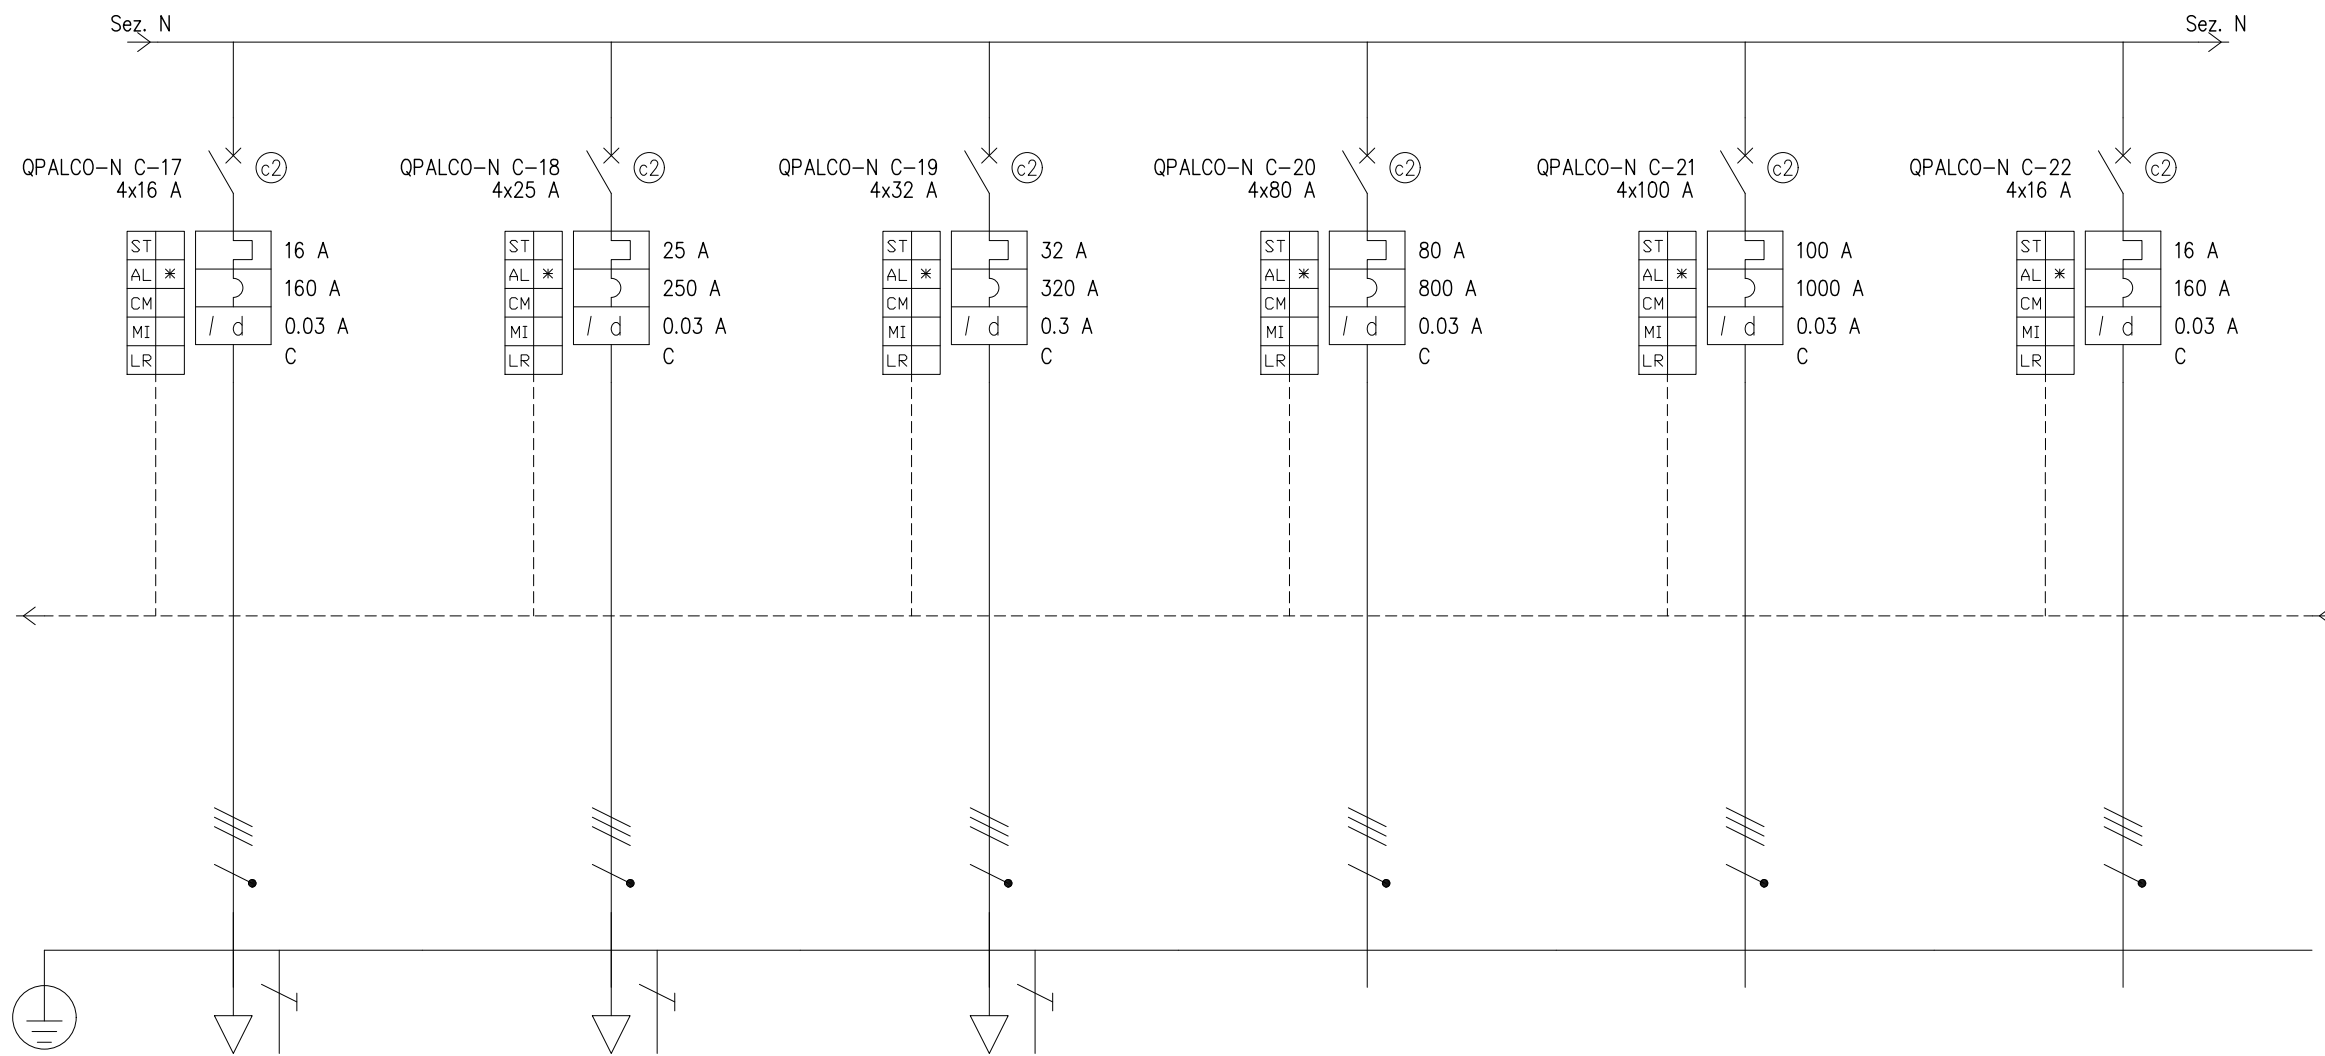 Sez. N
Sez. N
QPALCO-N C-17
4x16 A
c2
ST
AL *
CM
MI
LR
16 A
160 A
I d
0.03 A
C
QPALCO-N C-18
4x25 A
c2
ST
AL *
CM
MI
LR
25 A
250 A
I d
0.03 A
C
QPALCO-N C-19
4x32 A
c2
ST
AL *
CM
MI
LR
32 A
320 A
I d
0.3 A
C
QPALCO-N C-20
4x80 A
c2
ST
AL *
CM
MI
LR
80 A
800 A
I d
0.03 A
C
QPALCO-N C-21
4x100 A
c2
ST
AL *
CM
MI
LR
100 A
1000 A
I d
0.03 A
C
QPALCO-N C-22
4x16 A
c2
ST
AL *
CM
MI
LR
16 A
160 A
I d
0.03 A
C